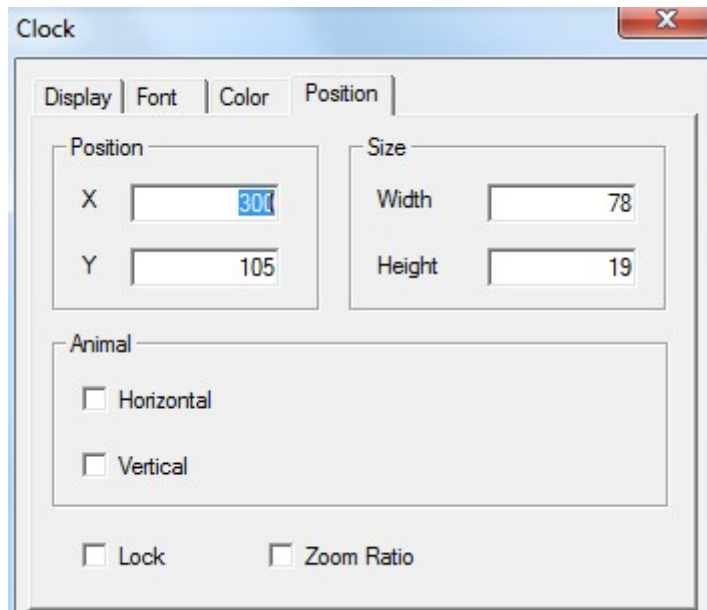 Clock
Display Font Color Position
Position
X 300
Y 105
Size
Width 78
Height 19
Animal
Horizontal
Vertical
Lock Zoom Ratio